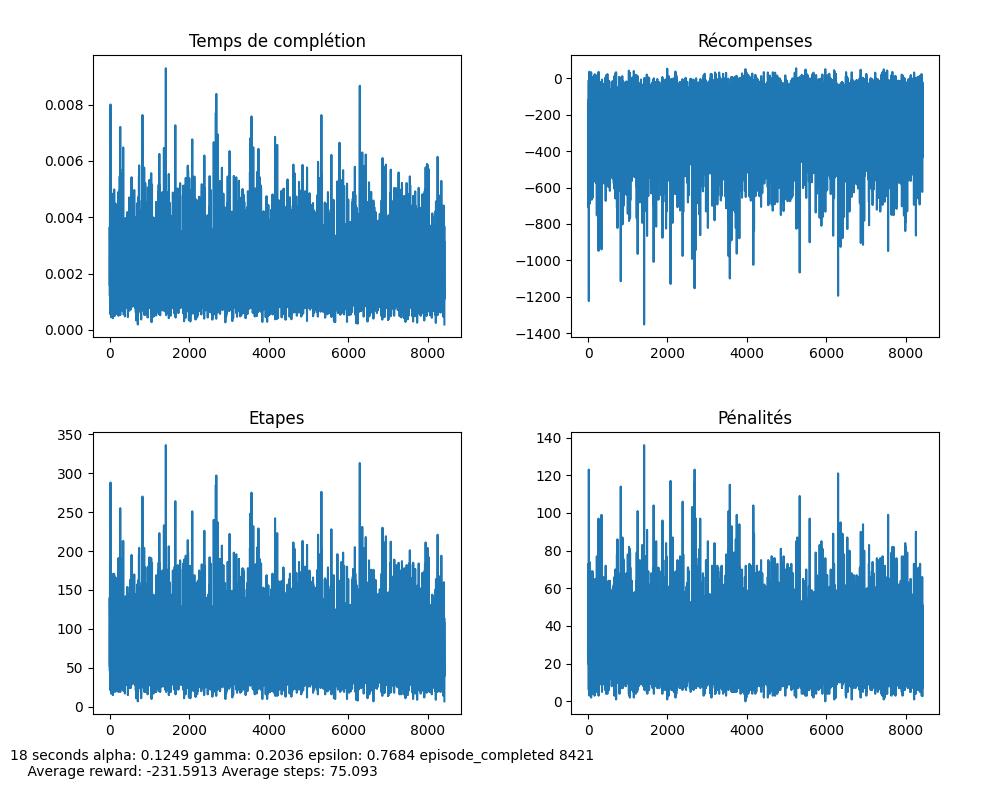 Temps de complétion
0.008
0.006
0.004
0.002
0.000
0 2000 4000 6000 8000
Récompenses
0
−200
−400
−600
−800
−1000
−1200
−1400
0 2000 4000 6000 8000
Etapes
350
300
250
200
150
100
50
0
0 2000 4000 6000 8000
Pénalités
140
120
100
80
60
40
20
0
0 2000 4000 6000 8000
18 seconds alpha: 0.1249 gamma: 0.2036 epsilon: 0.7684 episode_completed 8421
Average reward: -231.5913 Average steps: 75.093